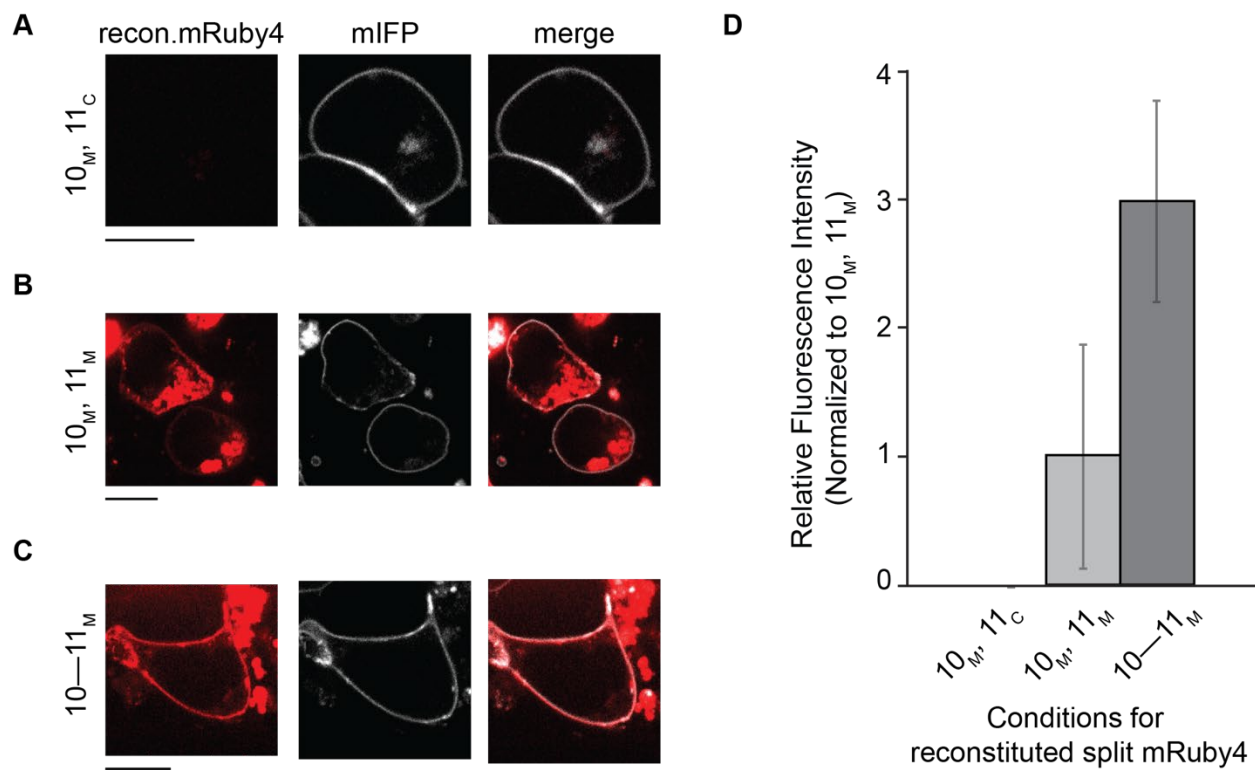 A
recon.mRuby4
mIFP
merge
10M, 11C
B
10M, 11M
C
10—11M
D
Relative Fluorescence Intensity
(Normalized to 10M, 11M)
4
3
2
1
0
10M, 11C
10M, 11M
10—11M
Conditions for
reconstituted split mRuby4